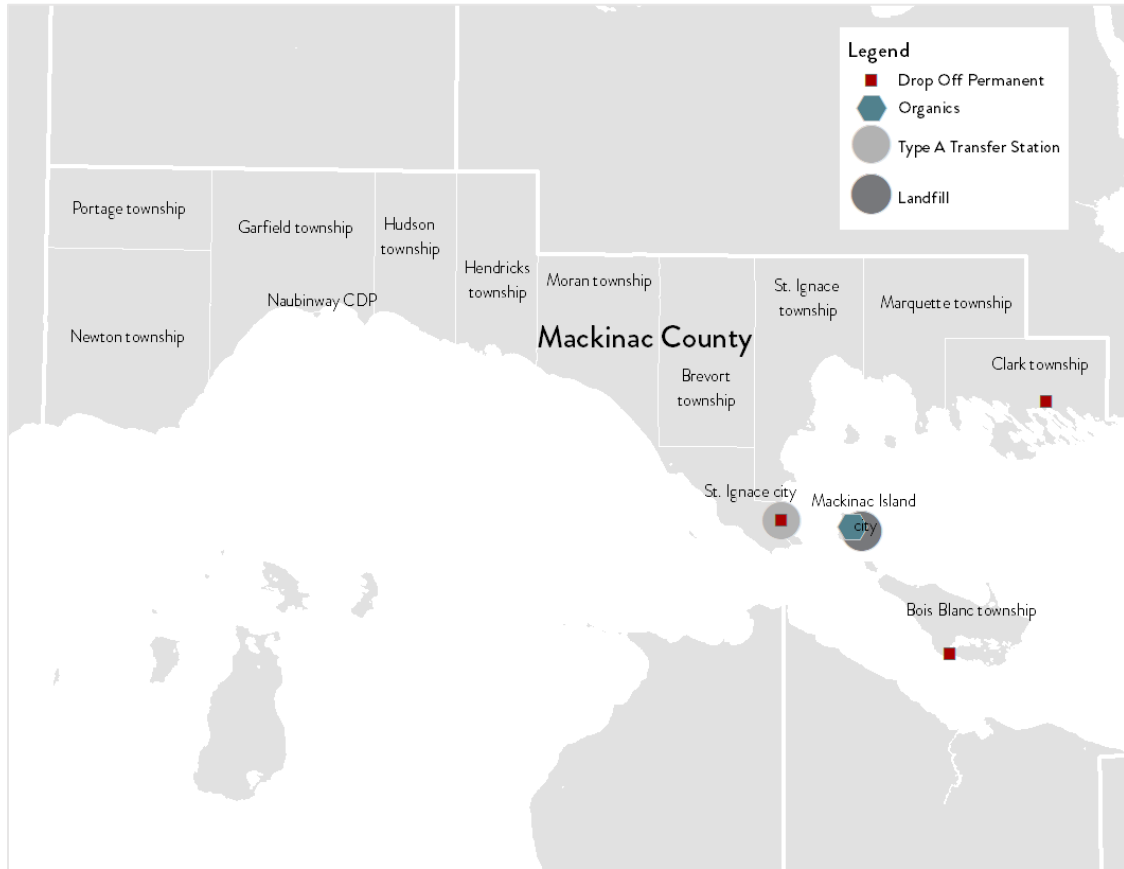 Legend
Drop Off Permanent
Organics
Type A Transfer Station
Landfill
Portage township
Garfield township
Hudson
township
Hendricks
township
Moran township
St. Ignace
township
Marquette township
Naubinway CDP
Newton township
Mackinac County
Brevort
township
Clark township
St. Ignace city
Mackinac Island
city
Bois Blanc township